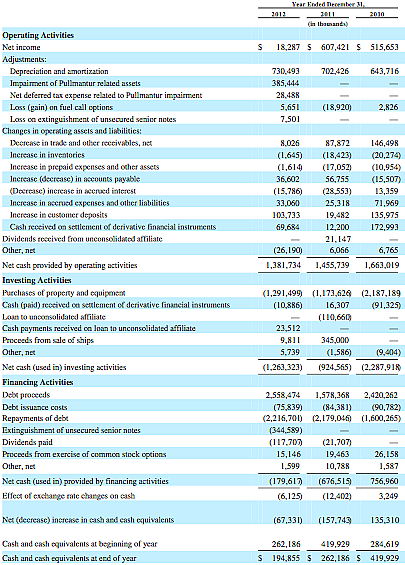 Year Ended December 31,
2012 2011 2010
(in thousands)
Operating Activities
Net income $ 18,287 $ 607,421 $ 515,653
Adjustments:
Depreciation and amortization 730,493 702,426 643,716
Impairment of Pullmantur related assets 385,444 — —
Net deferred tax expense related to Pullmantur impairment 28,488 — —
Loss (gain) on fuel call options 5,651 (18,920) 2,826
Loss on extinguishment of unsecured senior notes 7,501 — —
Changes in operating assets and liabilities:
Decrease in trade and other receivables, net 8,026 87,872 146,498
Increase in inventories (1,645) (18,423) (20,274)
Increase in prepaid expenses and other assets (1,614) (17,052) (10,954)
Increase (decrease) in accounts payable 36,602 56,755 (15,507)
(Decrease) increase in accrued interest (15,786) (28,553) 13,359
Increase in accrued expenses and other liabilities 33,060 25,318 71,969
Increase in customer deposits 103,733 19,482 135,975
Cash received on settlement of derivative financial instruments 69,684 12,200 172,993
Dividends received from unconsolidated affiliate — 21,147 —
Other, net (26,190) 6,066 6,765
Net cash provided by operating activities 1,381,734 1,455,739 1,663,019
Investing Activities
Purchases of property and equipment (1,291,499) (1,173,626) (2,187,189)
Cash (paid) received on settlement of derivative financial instruments (10,886) 16,307 (91,325)
Loan to unconsolidated affiliate — (110,660) —
Cash payments received on loan to unconsolidated affiliate 23,512 — —
Proceeds from sale of ships 9,811 345,000 —
Other, net 5,739 (1,586) (9,404)
Net cash (used in) investing activities (1,263,323) (924,565) (2,287,918)
Financing Activities
Debt proceeds 2,558,474 1,578,368 2,420,262
Debt issuance costs (75,839) (84,381) (90,782)
Repayments of debt (2,216,701) (2,179,046) (1,600,265)
Extinguishment of unsecured senior notes (344,589) — —
Dividends paid (117,707) (21,707) —
Proceeds from exercise of common stock options 15,146 19,463 26,158
Other, net 1,599 10,788 1,587
Net cash (used in) provided by financing activities (179,617) (676,515) 756,960
Effect of exchange rate changes on cash (6,125) (12,402) 3,249
Net (decrease) increase in cash and cash equivalents (67,331) (157,743) 135,310
Cash and cash equivalents at beginning of year 262,186 419,929 284,619
Cash and cash equivalents at end of year $ 194,855 $ 262,186 $ 419,929